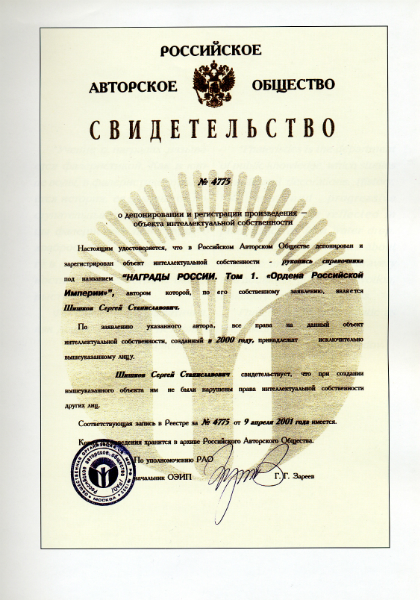 РОССИЙСКОЕ
АВТОРСКОЕ ОБЩЕСТВО
СВИДЕТЕЛЬСТВО
№ 4775
о депонировании и регистрации произведения —
объекта интеллектуальной собственности
Настоящим удостоверяется, что в Российском Авторском Обществе депонирован и
зарегистрирован объект интеллектуальной собственности - рукопись справочника
под названием "НАГРАДЫ РОССИИ. Том 1. «Ордена Российской
Империи»", автором которой, по его собственному заявлению, является
Шишков Сергей Станиславович.
По заявлению указанного автора, все права на данный объект
интеллектуальной собственности, созданный в 2000 году, принадлежат исключительно
вышеуказанному лицу.
Шишков Сергей Станиславович свидетельствует, что при создании
вышеуказанного объекта им не были нарушены права интеллектуальной собственности
других лиц.
Соответствующая запись в Реестре за № 4775 от 9 апреля 2001 года имеется.
хранится в архиве Российского Авторского Общества.
По уполномочию РАО
Начальник ОЭИП Г. Г. Зареев